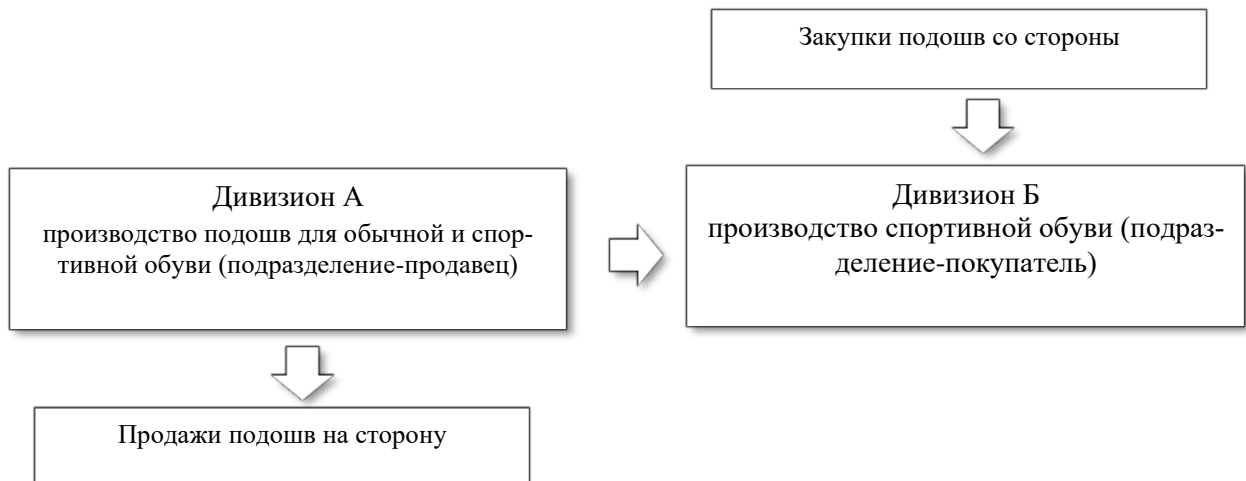 Закупки подошв со стороны
Дивизион А
производство подошв для обычной и спор-
тивной обуви (подразделение-продавец)
Дивизион Б
производство спортивной обуви (подраз-
деление-покупатель)
Продажи подошв на сторону